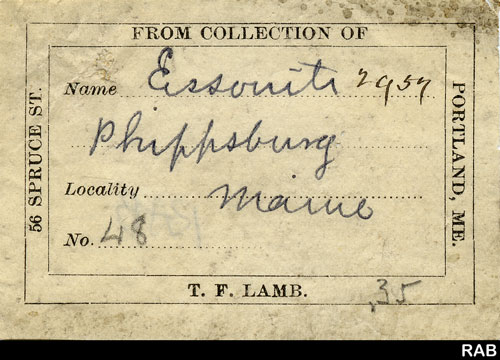 FROM COLLECTION OF
56 SPRUCE ST.
PORTLAND, ME.
Name Essonite 2957
Phippsburg
Locality Maine
No. 48
T. F. LAMB.
.35
RAB